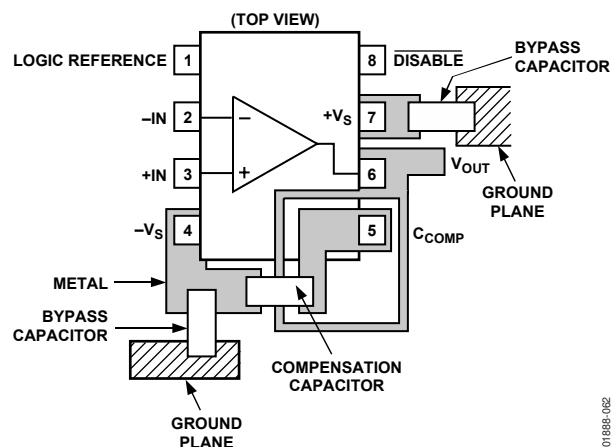 (TOP VIEW)
LOGIC REFERENCE
1
8
DISABLE
BYPASS
CAPACITOR
–IN
2
–
+VS
7
+IN
3
+
6
VOUT
GROUND
PLANE
–VS
4
5
CCOMP
METAL
BYPASS
CAPACITOR
COMPENSATION
CAPACITOR
GROUND
PLANE
01888-062